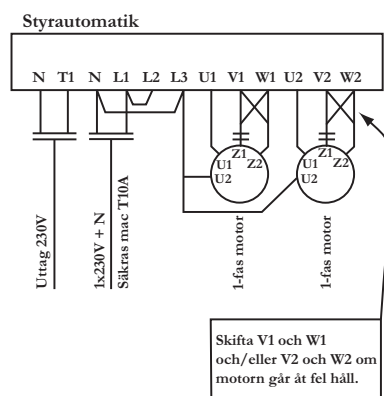 Styrautomatik
N T1 N L1 L2 L3 U1 V1 W1 U2 V2 W2
Z1 Z1
U1 Z2 U1 Z2
U2 U2
Uttag 230V
1x230V + N
Säkras mac T10A
1-fas motor
1-fas motor
Skifta V1 och W1
och/eller V2 och W2 om
motorn går åt fel håll.